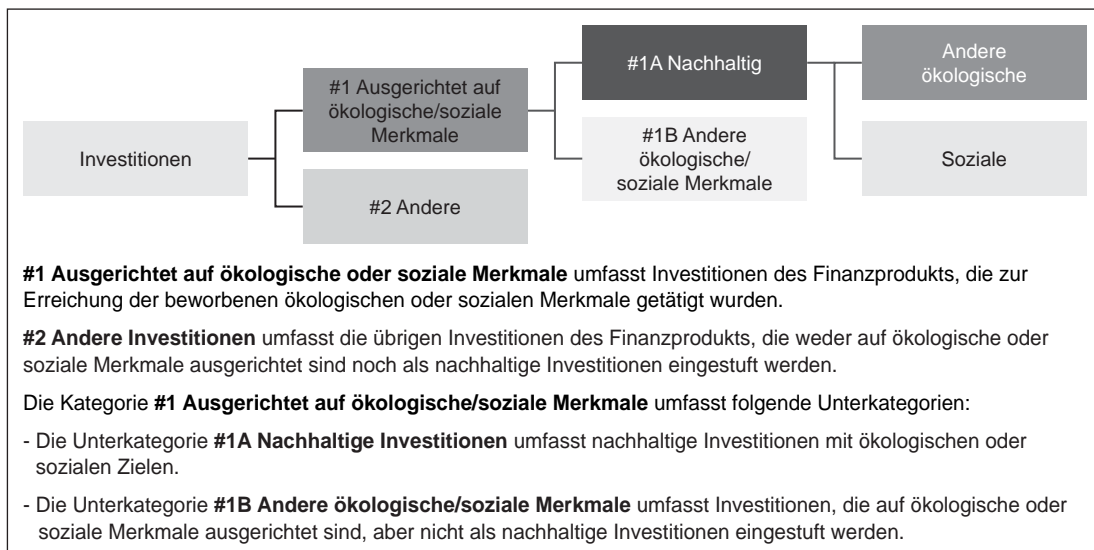 Investitionen
#1 Ausgerichtet auf
ökologische/soziale
Merkmale
#2 Andere
#1A Nachhaltig
#1B Andere
ökologische/
soziale Merkmale
Andere
ökologische
Soziale
#1 Ausgerichtet auf ökologische oder soziale Merkmale umfasst Investitionen des Finanzprodukts, die zur
Erreichung der beworbenen ökologischen oder sozialen Merkmale getätigt wurden.
#2 Andere Investitionen umfasst die übrigen Investitionen des Finanzprodukts, die weder auf ökologische oder
soziale Merkmale ausgerichtet sind noch als nachhaltige Investitionen eingestuft werden.
Die Kategorie #1 Ausgerichtet auf ökologische/soziale Merkmale umfasst folgende Unterkategorien:
- Die Unterkategorie #1A Nachhaltige Investitionen umfasst nachhaltige Investitionen mit ökologischen oder
sozialen Zielen.
- Die Unterkategorie #1B Andere ökologische/soziale Merkmale umfasst Investitionen, die auf ökologische oder
soziale Merkmale ausgerichtet sind, aber nicht als nachhaltige Investitionen eingestuft werden.